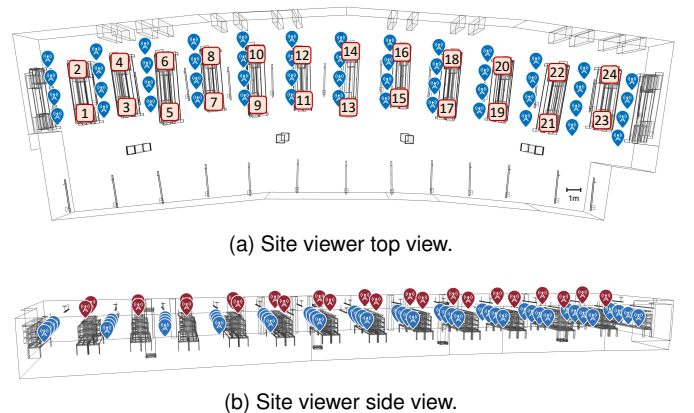 2 4 6 8 10 12 14 16 18 20 22 24
1 3 5 7 9 11 13 15 17 19 21 23
1m
(a) Site viewer top view.
(b) Site viewer side view.